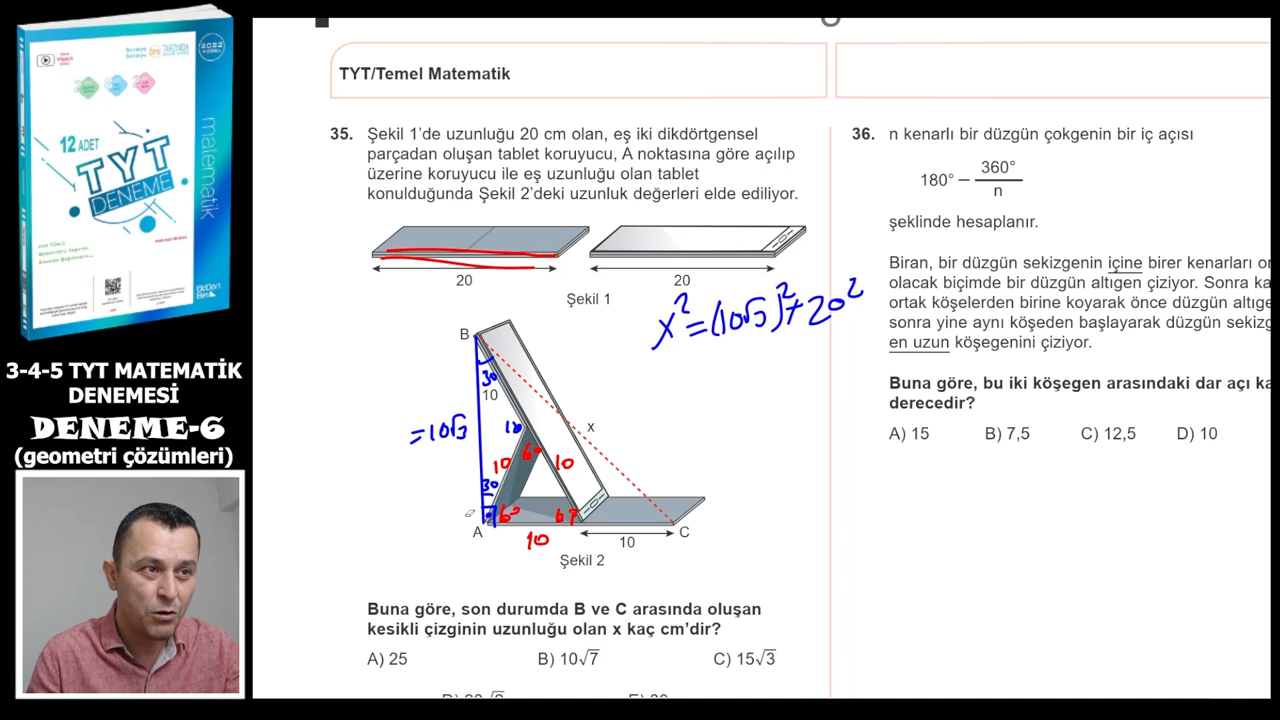 2022
MODEL
12 ADET
TYT
DENEME
matematik
3-4-5 TYT MATEMATİK
DENEMESİ
DENEME-6
(geometri çözümleri)
TYT/Temel Matematik
35. Şekil 1'de uzunluğu 20 cm olan, eş iki dikdörtgensel
parçadan oluşan tablet koruyucu, A noktasına göre açılıp
üzerine koruyucu ile eş uzunluğu olan tablet
konulduğunda Şekil 2'deki uzunluk değerleri elde ediliyor.
20
20
Şekil 1
x² = (10√3)² + 20²
B
30
10
= 10√3
10
x
10
60
10
30
A
60
60
10
10
C
Şekil 2
Buna göre, son durumda B ve C arasında oluşan
kesikli çizginin uzunluğu olan x kaç cm'dir?
A) 25 B) 10√7 C) 15√3
36. n kenarlı bir düzgün çokgenin bir iç açısı
180° − 360°/n
şeklinde hesaplanır.
Biran, bir düzgün sekizgenin içine birer kenarları
olacak biçimde bir düzgün altıgen çiziyor. Sonra
ortak köşelerden birine koyarak önce düzgün
sonra yine aynı köşeden başlayarak düzgün
en uzun köşegenini çiziyor.
Buna göre, bu iki köşegen arasındaki dar açı
derecedir?
A) 15 B) 7,5 C) 12,5 D) 10